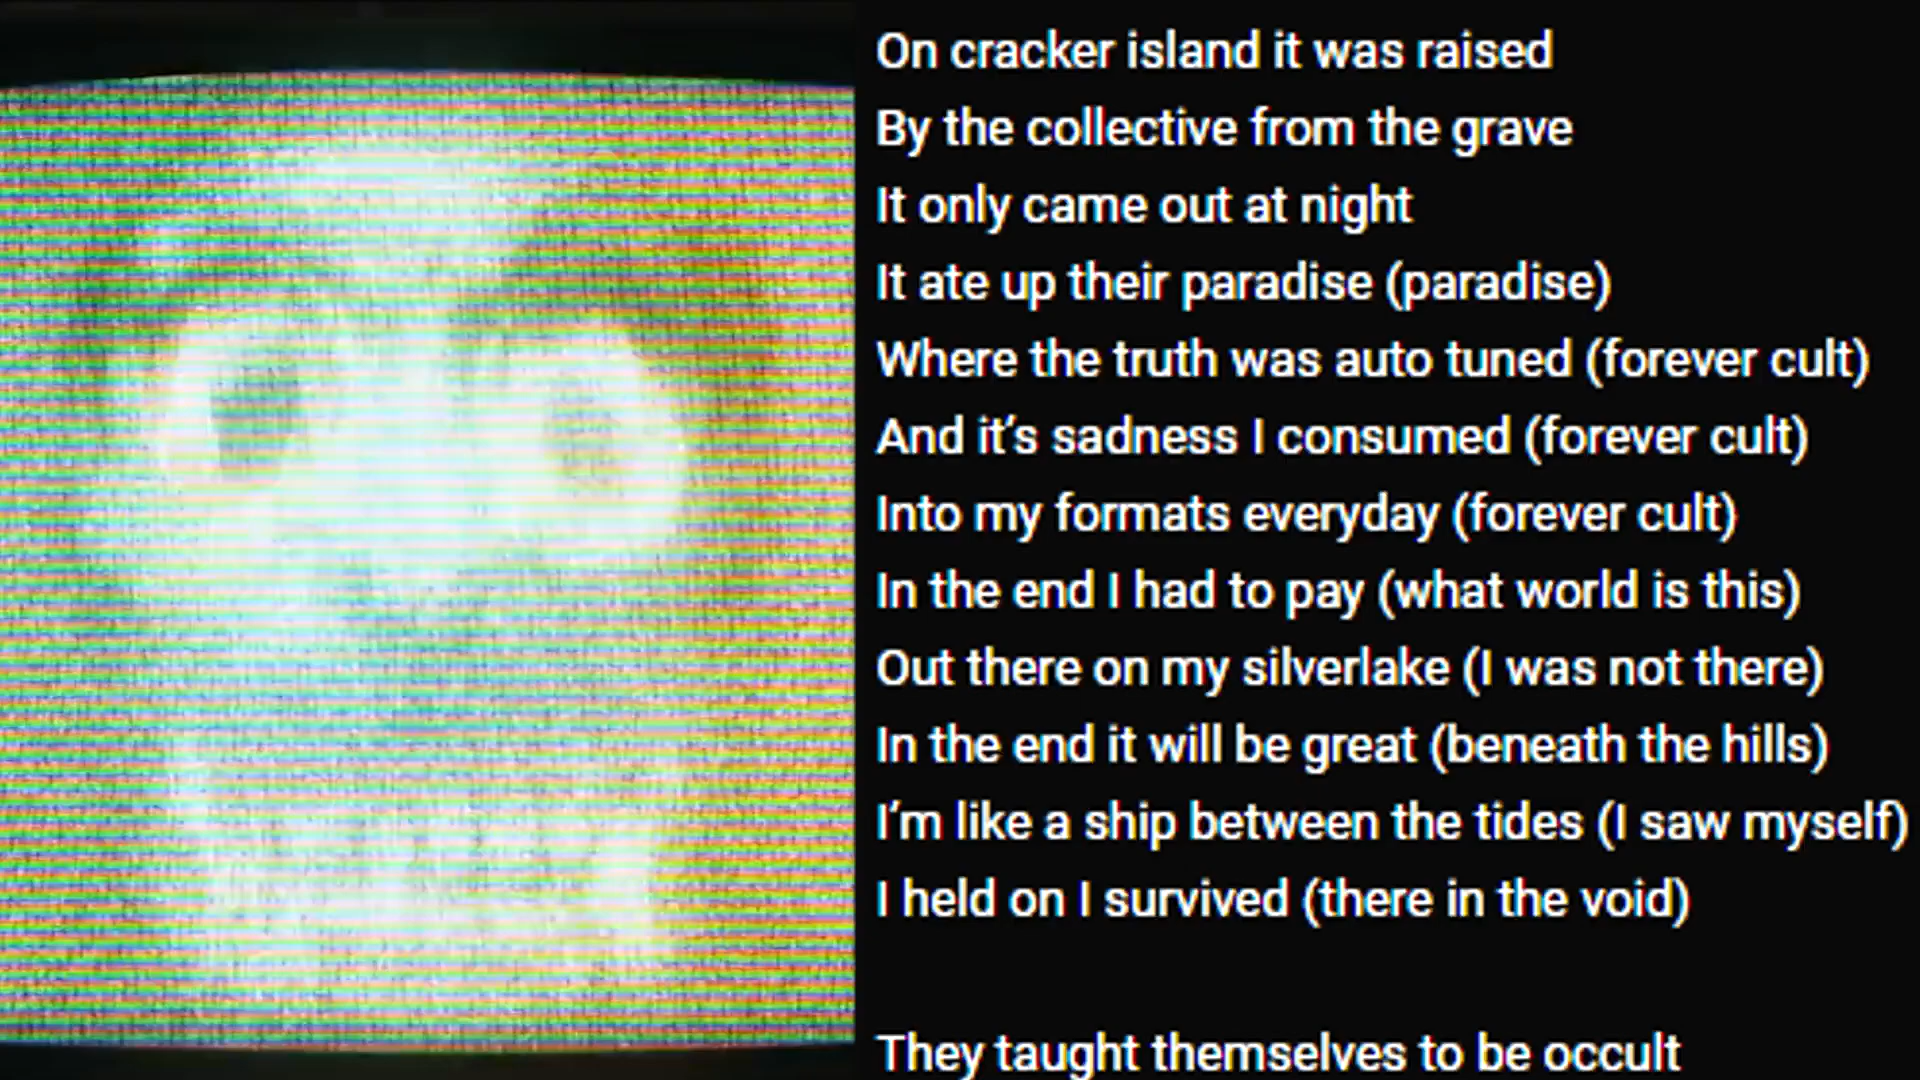 On cracker island it was raised
By the collective from the grave
It only came out at night
It ate up their paradise (paradise)
Where the truth was auto tuned (forever cult)
And it's sadness I consumed (forever cult)
Into my formats everyday (forever cult)
In the end I had to pay (what world is this)
Out there on my silverlake (I was not there)
In the end it will be great (beneath the hills)
I'm like a ship between the tides (I saw myself)
I held on I survived (there in the void)
They taught themselves to be occult